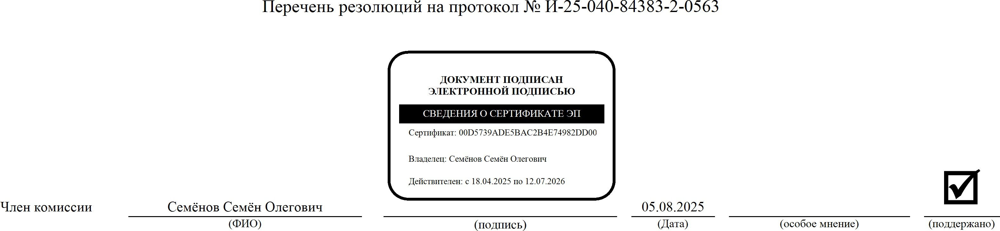 Перечень резолюций на протокол № И-25-040-84383-2-0563
ДОКУМЕНТ ПОДПИСАН
ЭЛЕКТРОННОЙ ПОДПИСЬЮ
СВЕДЕНИЯ О СЕРТИФИКАТЕ ЭП
Сертификат: 00D5739ADE5BAC2B4E74982DD00
Владелец: Семёнов Семён Олегович
Действителен: с 18.04.2025 по 12.07.2026
Член комиссии Семёнов Семён Олегович 05.08.2025
(ФИО) (подпись) (Дата) (особое мнение) (поддержано)